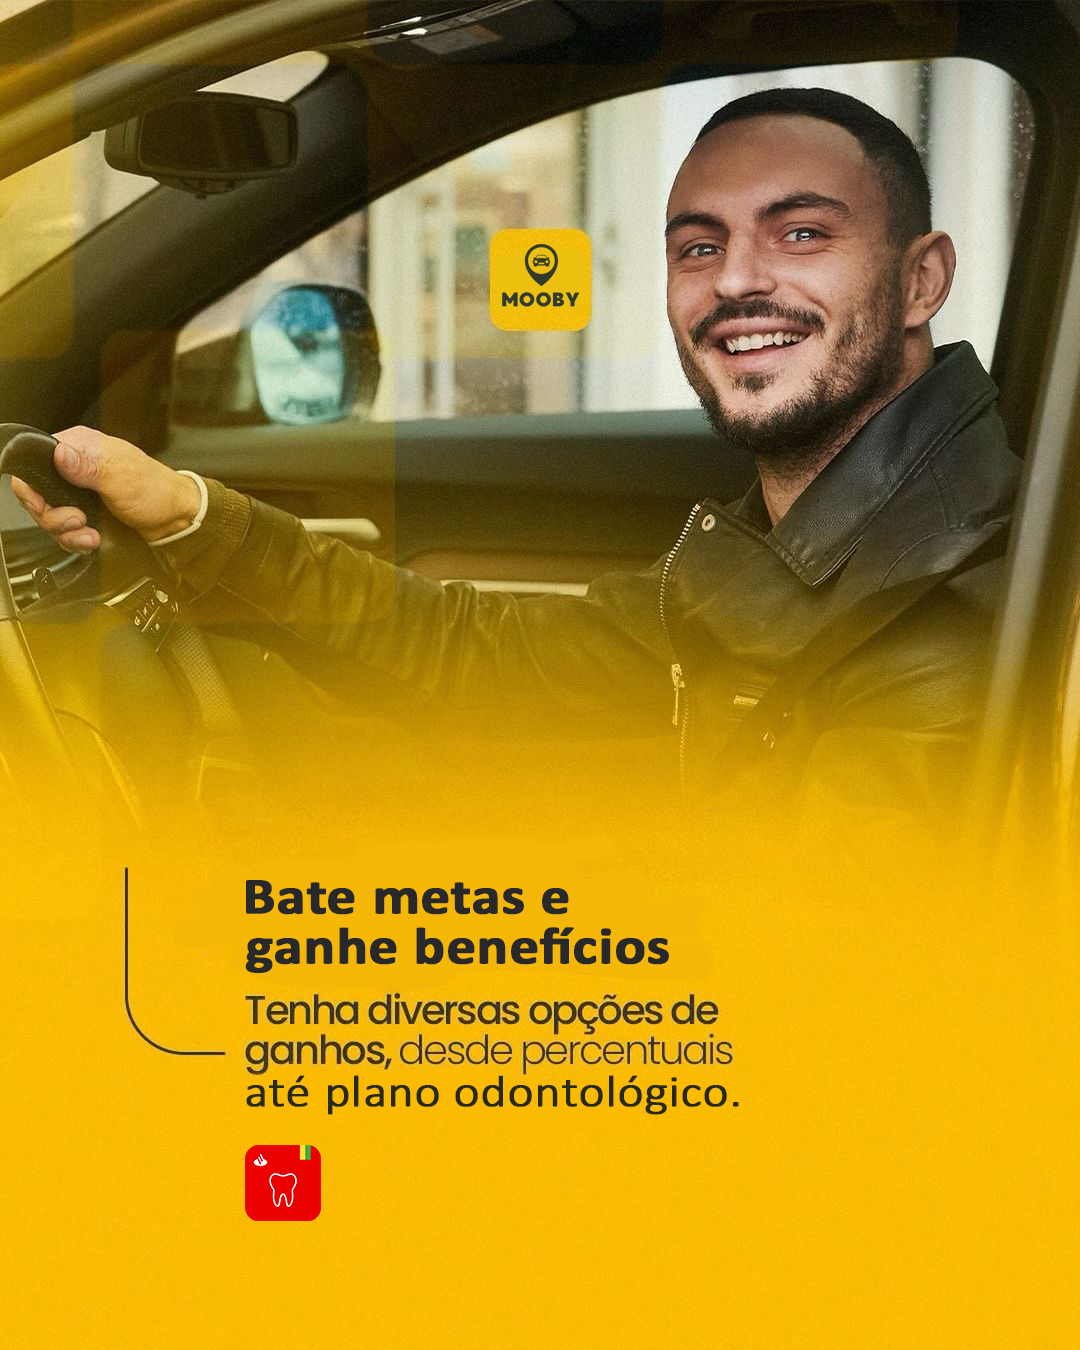 MOOBY
Bate metas e
ganhe benefícios
Tenha diversas opções de
ganhos, desde percentuais
até plano odontológico.